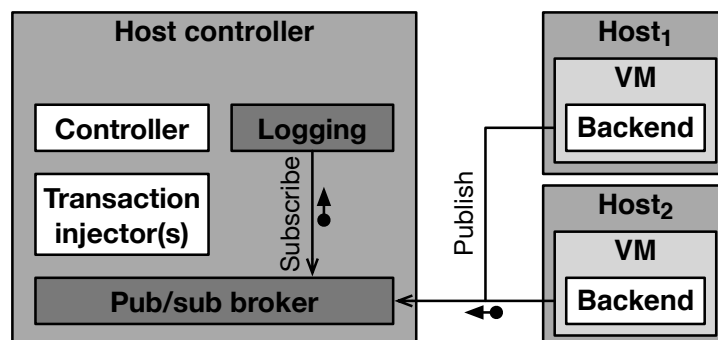 Host controller
Controller
Logging
Transaction
injector(s)
Subscribe
Pub/sub broker
Publish
Host₁
VM
Backend
Host₂
VM
Backend